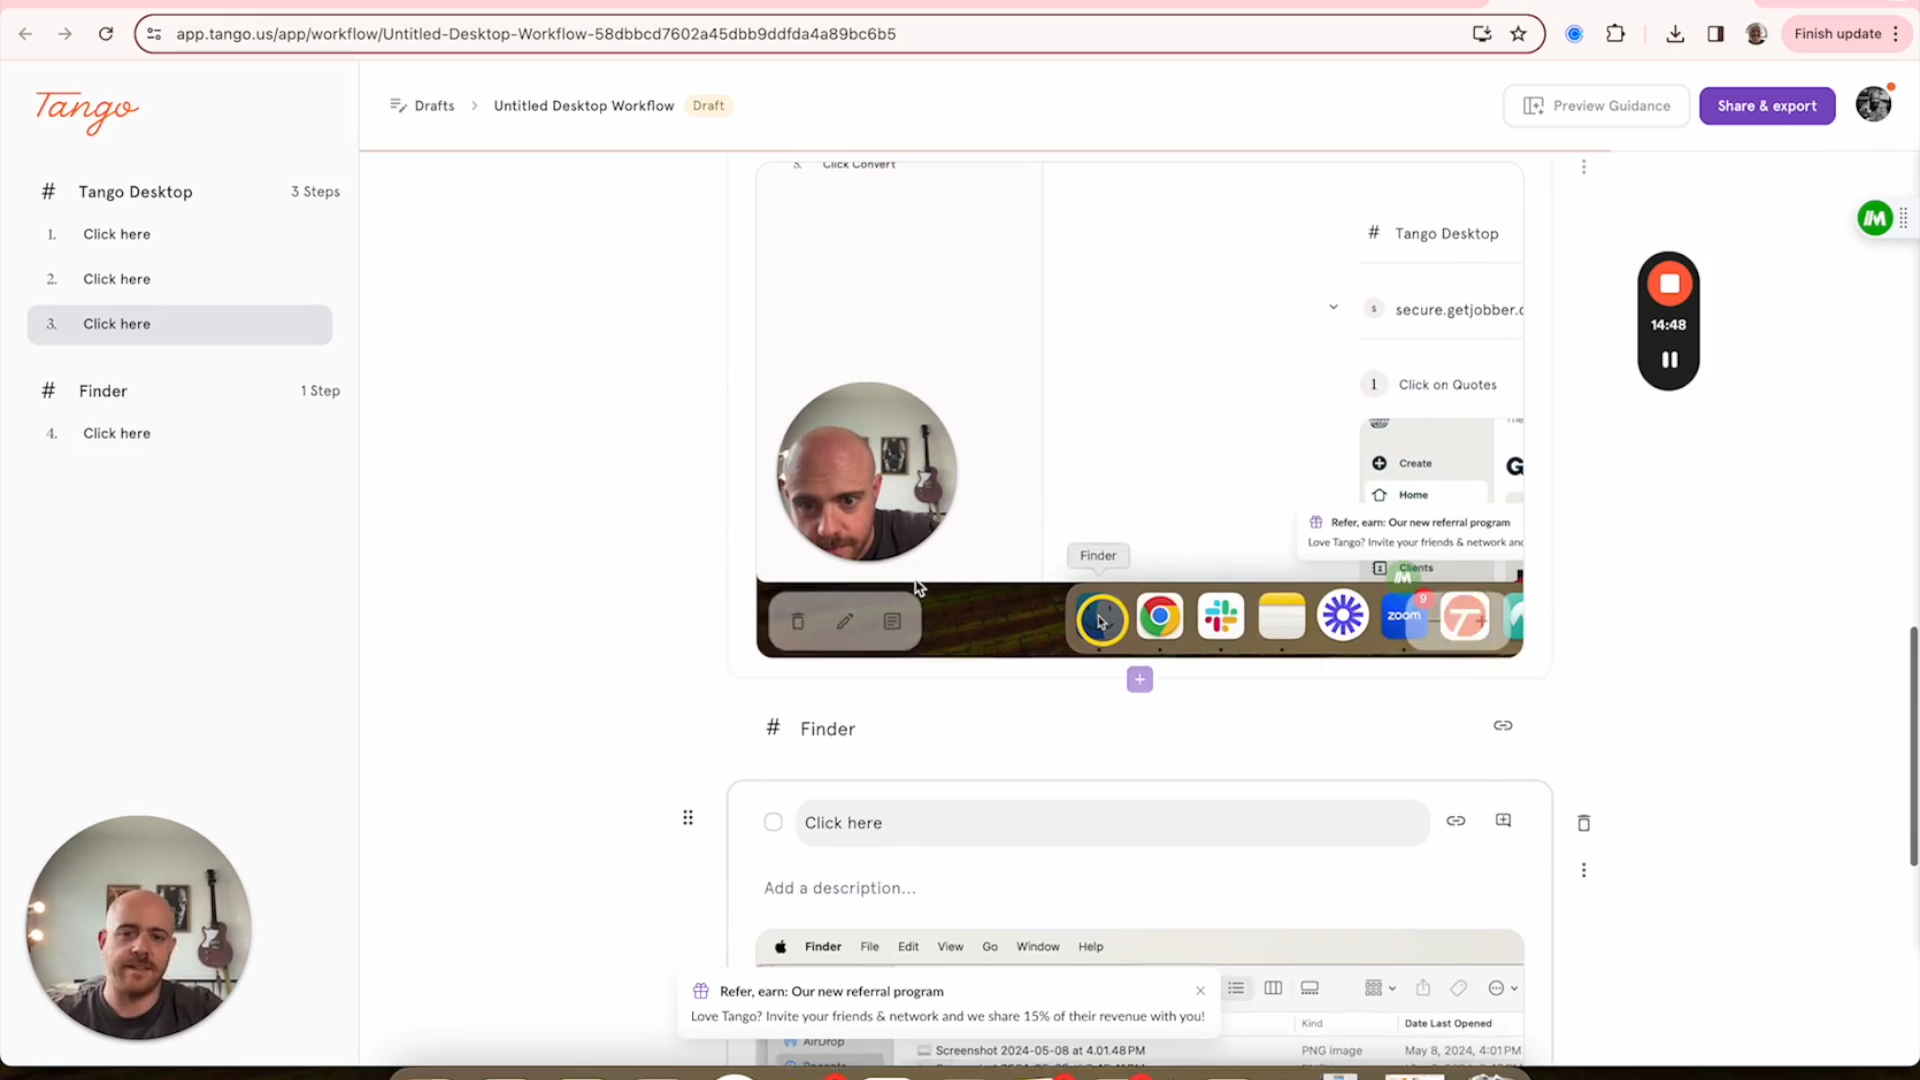 app.tango.us/app/workflow/Untitled-Desktop-Workflow-58dbbcd7602a45dbb9ddfda4a89bc6b5
Finish update
Tango
Drafts > Untitled Desktop Workflow Draft
Preview Guidance
Share & export
# Tango Desktop 3 Steps
1. Click here
2. Click here
3. Click here
# Finder 1 Step
4. Click here
3. Click Convert
# Tango Desktop
s secure.getjobber.c
1 Click on Quotes
Create
G
Home
Refer, earn: Our new referral program
Love Tango? Invite your friends & network and
Clients
Finder
zoom
9
14:48
# Finder
Click here
Add a description...
Finder File Edit View Go Window Help
Refer, earn: Our new referral program
Love Tango? Invite your friends & network and we share 15% of their revenue with you!
Kind
Date Last Opened
AirDrop
Screenshot 2024-05-08 at 4.01.48 PM
PNG image
May 8, 2024, 4:01 PM